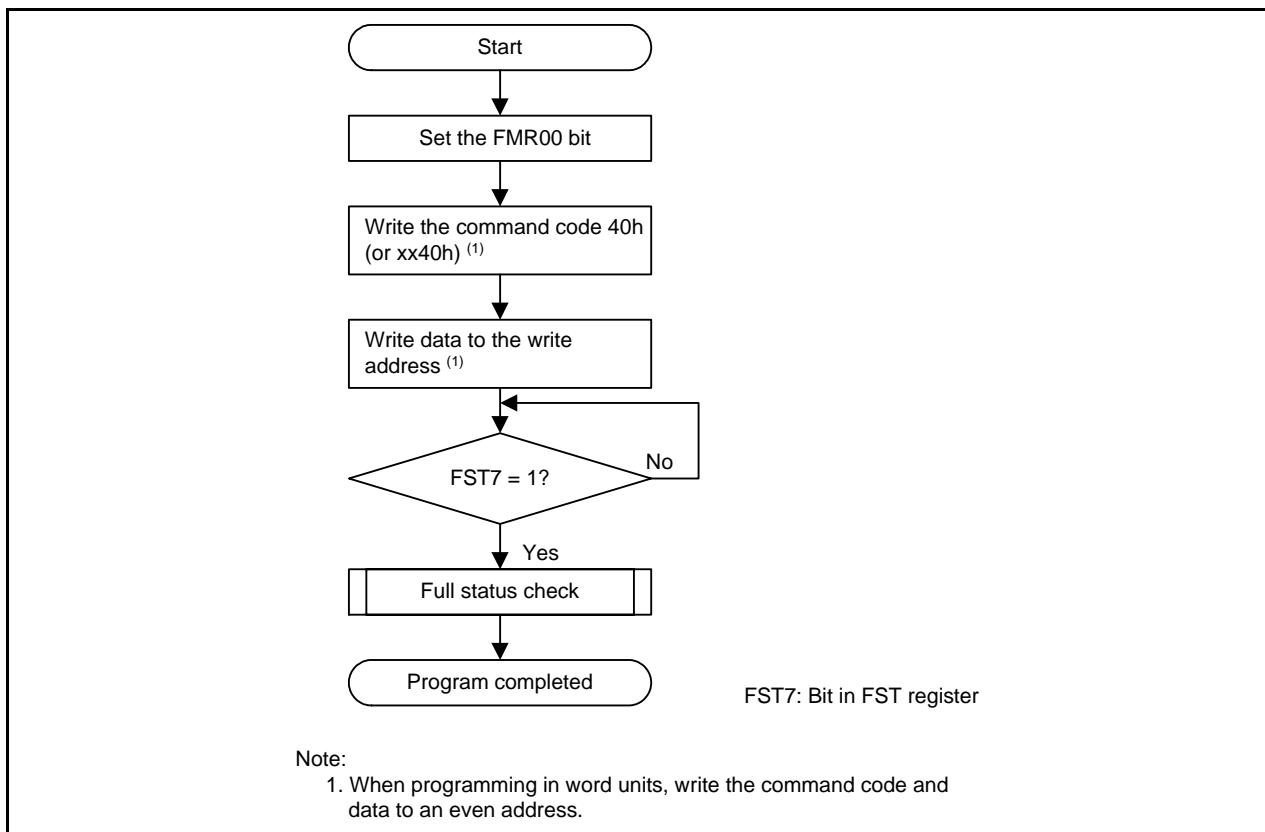 Start
Set the FMR00 bit
Write the command code 40h
(or xx40h) (1)
Write data to the write
address (1)
FST7 = 1?
No
Yes
Full status check
Program completed
FST7: Bit in FST register
Note:
1. When programming in word units, write the command code and
data to an even address.